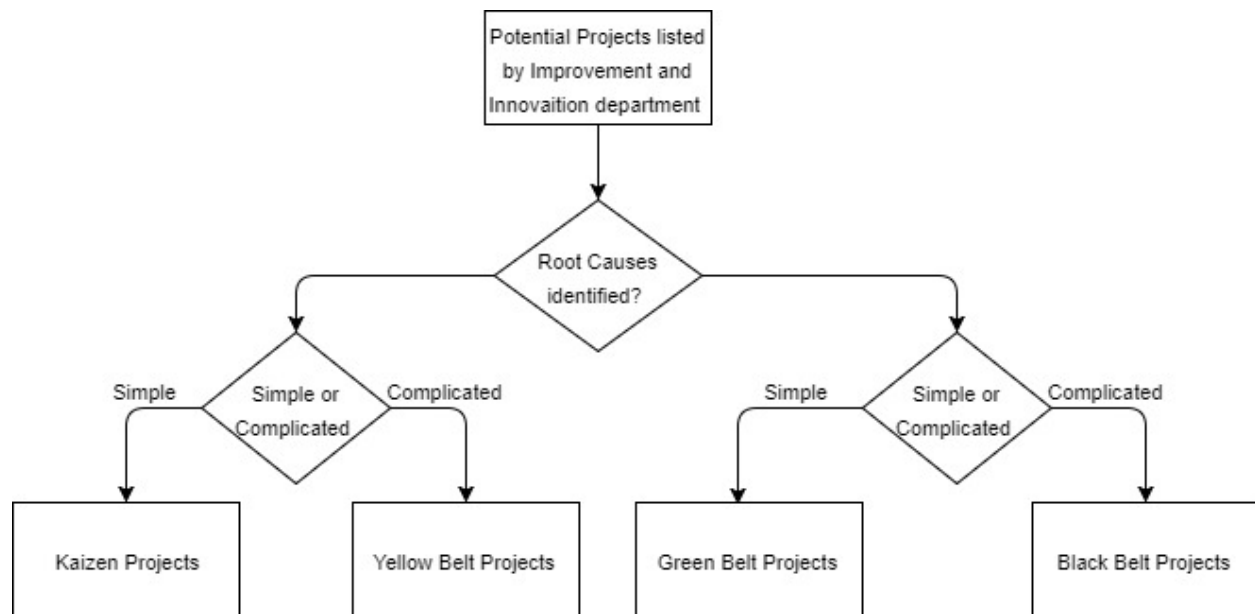 Potential Projects listed
by Improvement and
Innovaition department
Root Causes
identified?
Simple
Simple or
Complicated
Complicated
Simple
Simple or
Complicated
Complicated
Kaizen Projects
Yellow Belt Projects
Green Belt Projects
Black Belt Projects